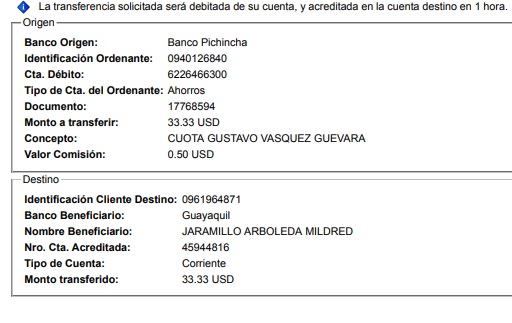 La transferencia solicitada será debitada de su cuenta, y acreditada en la cuenta destino en 1 hora.
Origen
Banco Origen: Banco Pichincha
Identificación Ordenante: 0940126840
Cta. Débito: 6226466300
Tipo de Cta. del Ordenante: Ahorros
Documento: 17768594
Monto a transferir: 33.33 USD
Concepto: CUOTA GUSTAVO VASQUEZ GUEVARA
Valor Comisión: 0.50 USD
Destino
Identificación Cliente Destino: 0961964871
Banco Beneficiario: Guayaquil
Nombre Beneficiario: JARAMILLO ARBOLEDA MILDRED
Nro. Cta. Acreditada: 45944816
Tipo de Cuenta: Corriente
Monto transferido: 33.33 USD